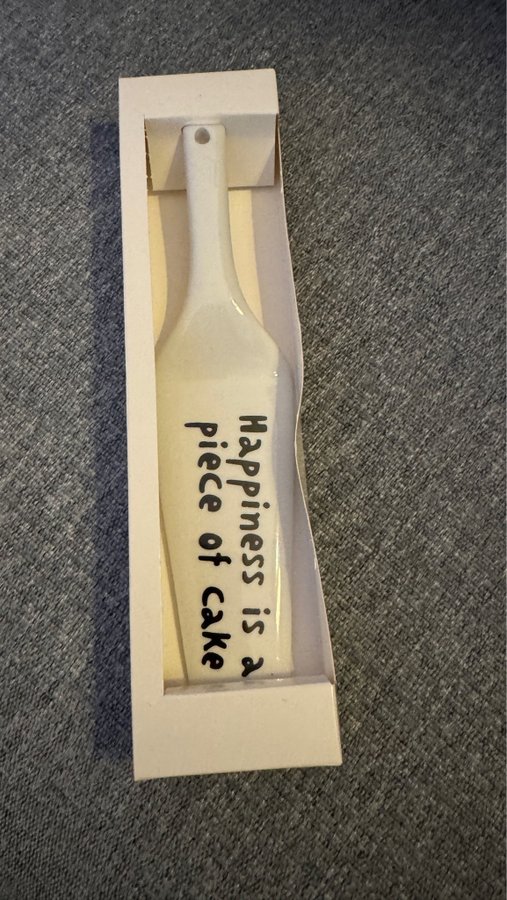 Happiness is a
piece of cake